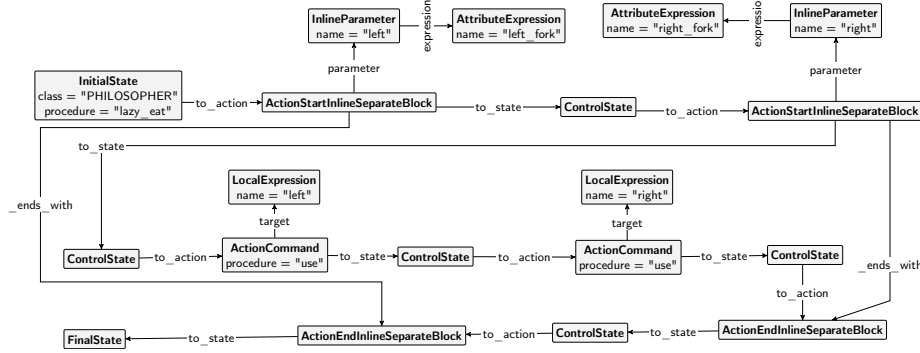 InlineParameter
name = "left"
expression
AttributeExpression
name = "left_fork"
AttributeExpression
name = "right_fork"
expression
InlineParameter
name = "right"
parameter
parameter
InitialState
class = "PHILOSOPHER"
procedure = "lazy_eat"
to_action
ActionStartInlineSeparateBlock
to_state
ControlState
to_action
ActionStartInlineSeparateBlock
to_state
LocalExpression
name = "left"
LocalExpression
name = "right"
_ends_with
target
target
ControlState
to_action
ActionCommand
procedure = "use"
to_state
ControlState
to_action
ActionCommand
procedure = "use"
to_state
ControlState
_ends_with
to_action
FinalState
to_state
ActionEndInlineSeparateBlock
to_action
ControlState
to_state
ActionEndInlineSeparateBlock